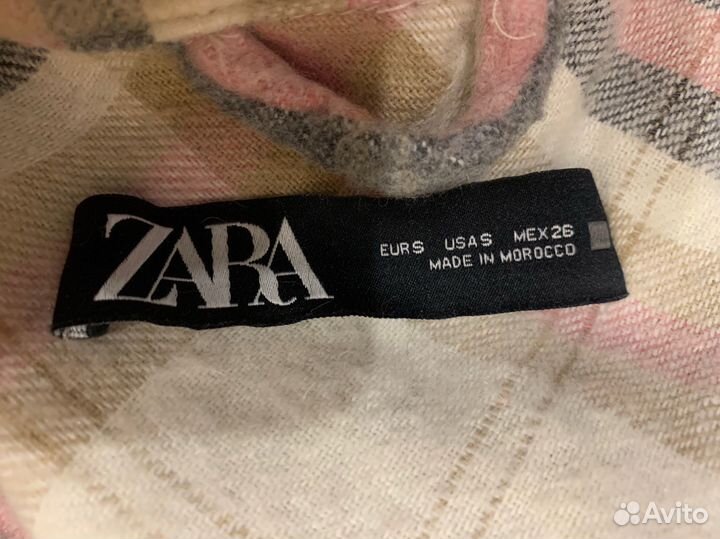 ZARA
EUR S USA S MEX 26
MADE IN MOROCCO
Avito